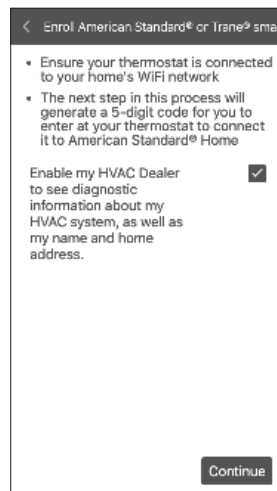 < Enroll American Standard® or Trane® sma
• Ensure your thermostat is connected
to your home's WiFi network
• The next step in this process will
generate a 5-digit code for you to
enter at your thermostat to connect
it to American Standard® Home
Enable my HVAC Dealer
to see diagnostic
information about my
HVAC system, as well as
my name and home
address.
Continue